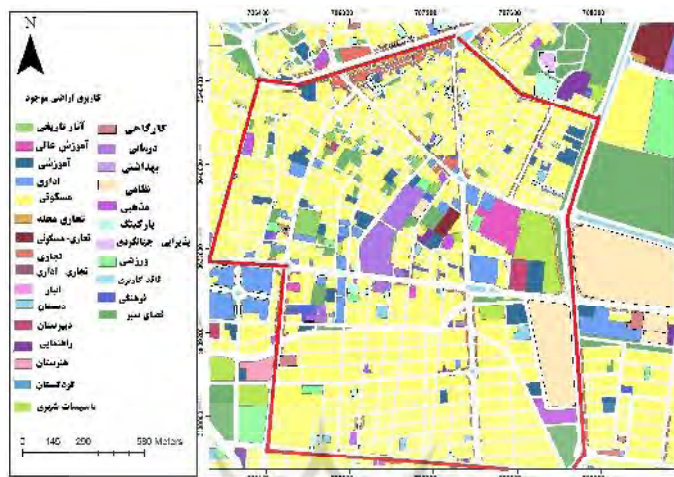 N
کاربری اراضی موجود
آثار تاریخی
آموزش عالی
آموزشی
اداری
مسکونی
تجاری محله
تجاری-مسکونی
تجاری
تجاری اداری
انبار
دبستان
دبیرستان
راهنمایی
هنرستان
کودکستان
تاسیسات شهری
کارگاهی
درمانی
بهداشتی
نظامی
مذهبی
پارکینگ
پذیرایی جهانگردی
ورزشی
فاقد کاربری
فرهنگی
فضای سبز
0 145 290 580 Meters